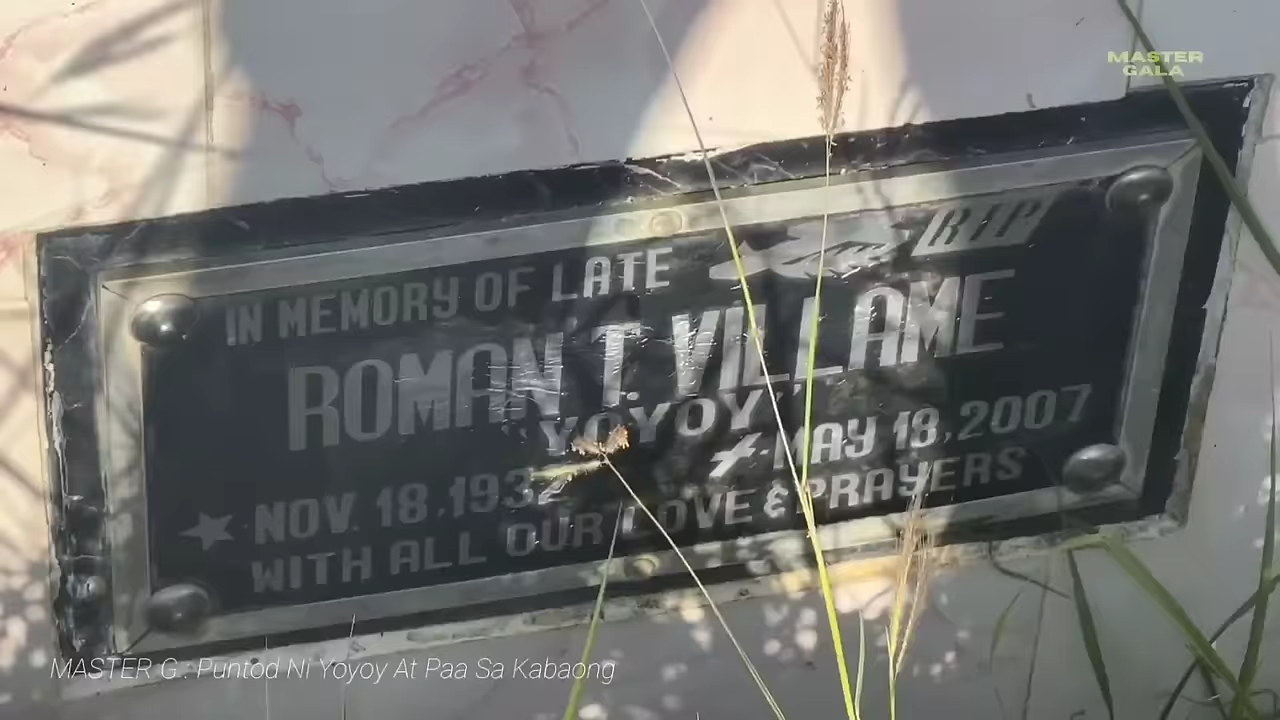 MASTER
GALA
RIP
IN MEMORY OF LATE
ROMAN T. VILLAME
"YOYOY"
NOV. 18, 1932 MAY 18, 2007
WITH ALL OUR LOVE & PRAYERS
MASTER G : Puntod Ni Yoyoy At Paa Sa Kabaong